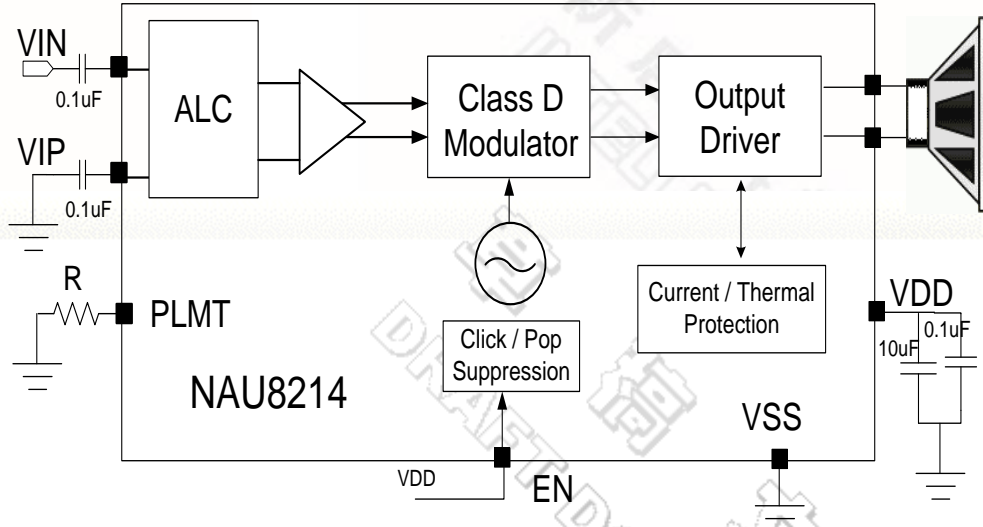 VIN
0.1uF
ALC
Class D
Modulator
Output
Driver
VIP
0.1uF
R
PLMT
Current / Thermal
Protection
VDD
0.1uF
10uF
Click / Pop
Suppression
NAU8214
VSS
VDD
EN
DRAFT